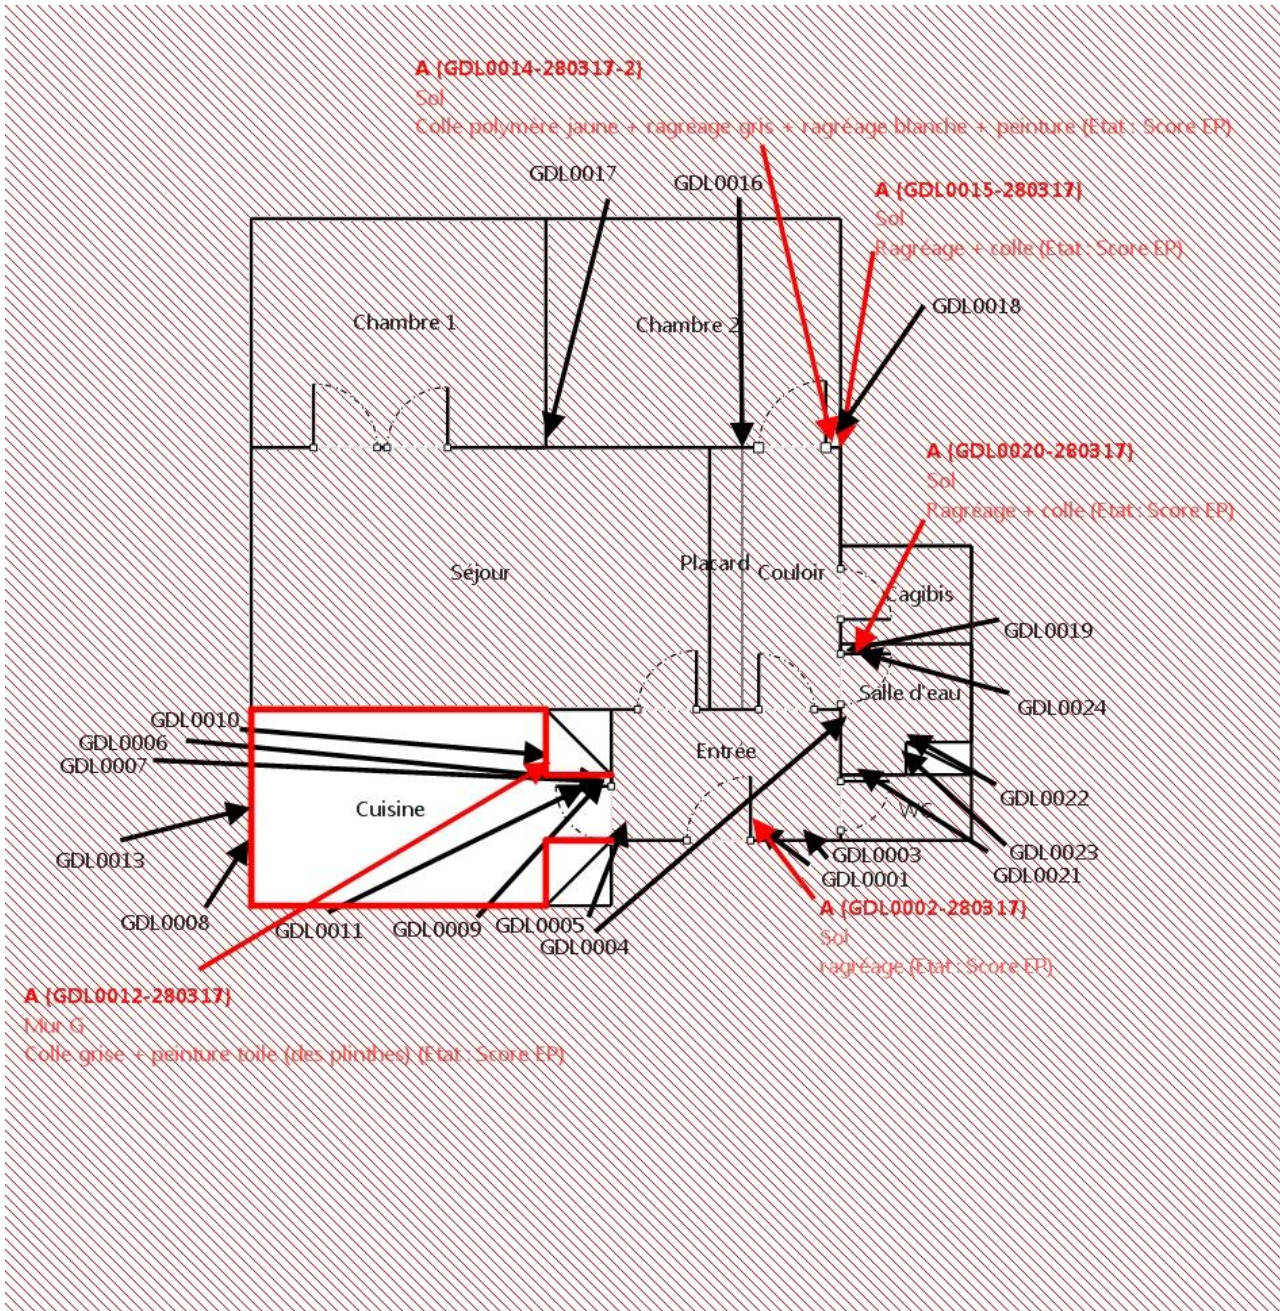 A (GDL0014-280317-2)
Sol
Colle polymère jaune + ragréage gris + ragréage blanche + peinture (Etat : Score EP)
GDL0017
GDL0016
A (GDL0015-280317)
Sol
Ragréage + colle (Etat : Score EP)
GDL0018
Chambre 1
Chambre 2
A (GDL0020-280317)
Sol
Ragréage + colle (Etat : Score EP)
Séjour
Placard
Couloir
Cagibis
GDL0019
Salle d'eau
GDL0024
GDL0010
GDL0006
GDL0007
Entrée
Cuisine
WC
GDL0022
GDL0013
GDL0003
GDL0023
GDL0001
GDL0021
GDL0008
GDL0011
GDL0009
GDL0005
GDL0004
A (GDL0002-280317)
Sol
ragréage (Etat : Score EP)
A (GDL0012-280317)
Mur G
Colle grise + peinture toile (des plinthes) (Etat : Score EP)